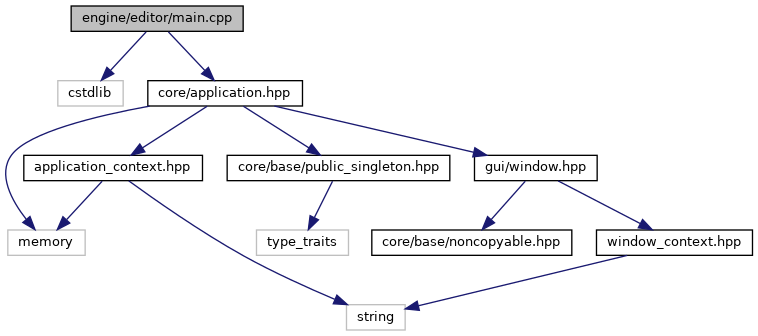 engine/editor/main.cpp
cstdlib
core/application.hpp
application_context.hpp
core/base/public_singleton.hpp
gui/window.hpp
memory
type_traits
core/base/noncopyable.hpp
window_context.hpp
string